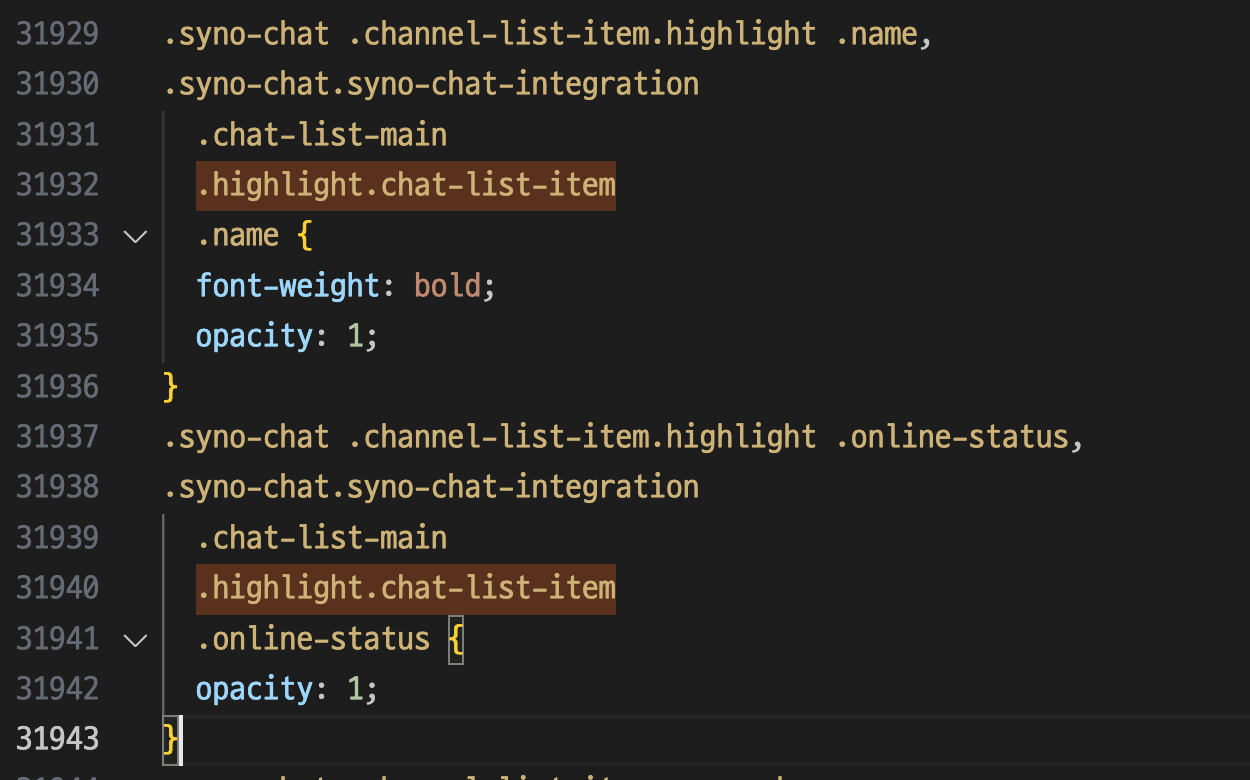 31929 .syno-chat .channel-list-item.highlight .name,
31930 .syno-chat.syno-chat-integration
31931 .chat-list-main
31932 .highlight.chat-list-item
31933 .name {
31934 font-weight: bold;
31935 opacity: 1;
31936 }
31937 .syno-chat .channel-list-item.highlight .online-status,
31938 .syno-chat.syno-chat-integration
31939 .chat-list-main
31940 .highlight.chat-list-item
31941 .online-status {
31942 opacity: 1;
31943 }